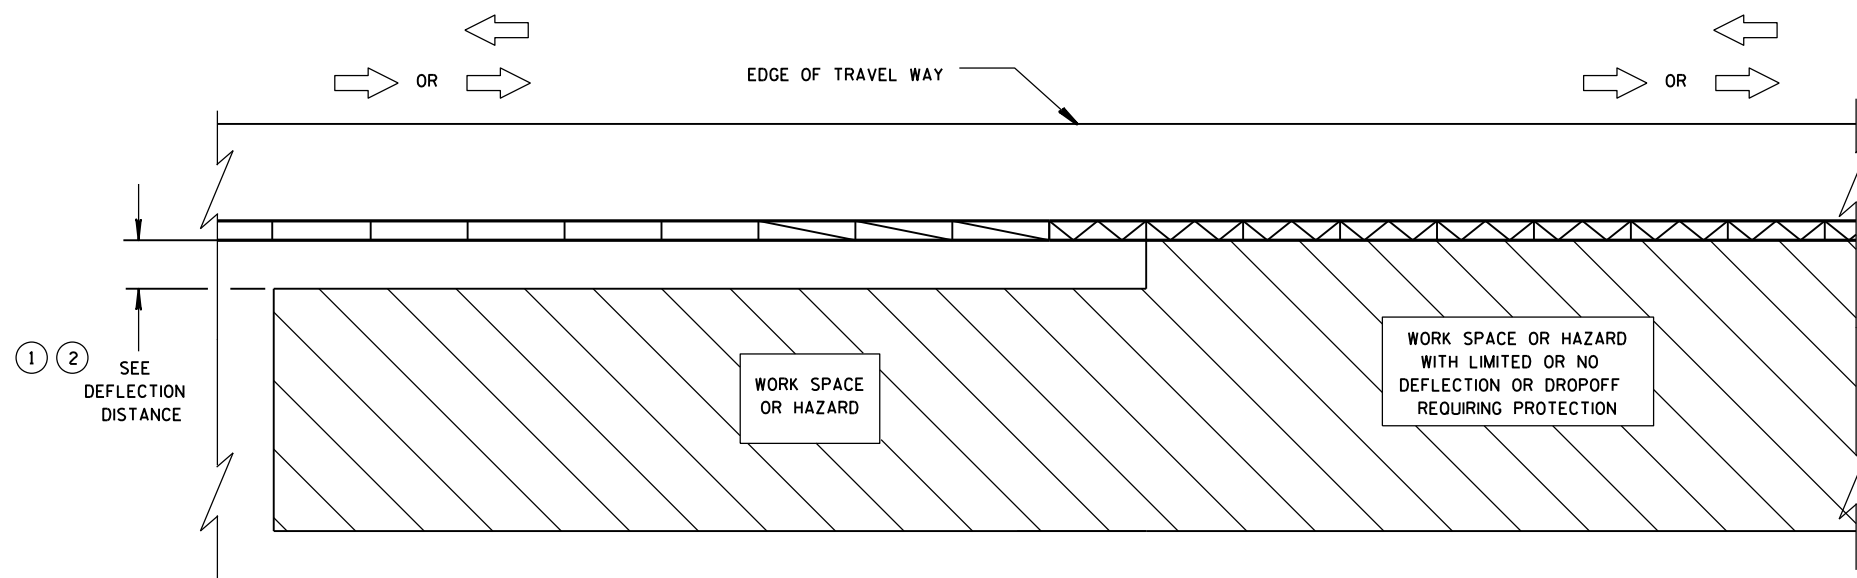 OR
EDGE OF TRAVEL WAY
OR
1 2
SEE
DEFLECTION
DISTANCE
WORK SPACE
OR HAZARD
WORK SPACE OR HAZARD
WITH LIMITED OR NO
DEFLECTION OR DROPOFF
REQUIRING PROTECTION